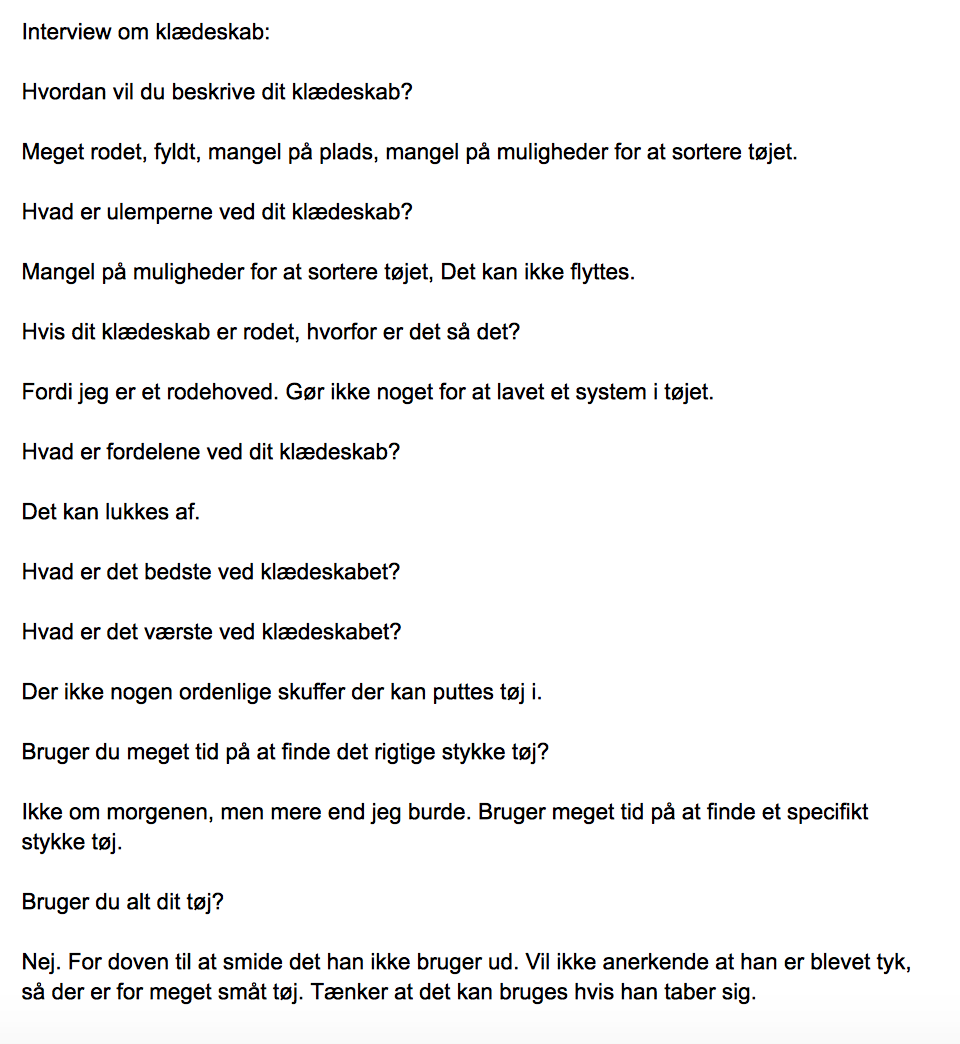 Interview om klædeskab:
Hvordan vil du beskrive dit klædeskab?
Meget rodet, fyldt, mangel på plads, mangel på muligheder for at sortere tøjet.
Hvad er ulemperne ved dit klædeskab?
Mangel på muligheder for at sortere tøjet, Det kan ikke flyttes.
Hvis dit klædeskab er rodet, hvorfor er det så det?
Fordi jeg er et rodehoved. Gør ikke noget for at lavet et system i tøjet.
Hvad er fordelene ved dit klædeskab?
Det kan lukkes af.
Hvad er det bedste ved klædeskabet?
Hvad er det værste ved klædeskabet?
Der ikke nogen ordenlige skuffer der kan puttes tøj i.
Bruger du meget tid på at finde det rigtige stykke tøj?
Ikke om morgenen, men mere end jeg burde. Bruger meget tid på at finde et specifikt
stykke tøj.
Bruger du alt dit tøj?
Nej. For doven til at smide det han ikke bruger ud. Vil ikke anerkende at han er blevet tyk,
så der er for meget småt tøj. Tænker at det kan bruges hvis han taber sig.